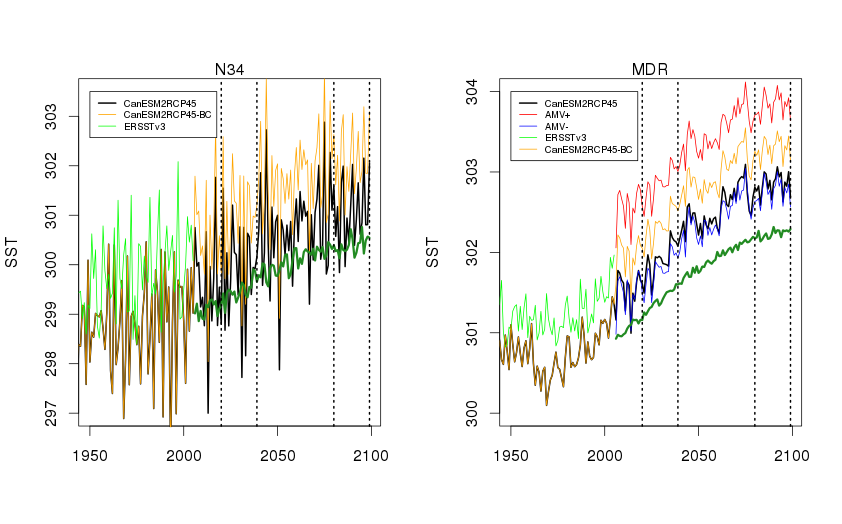 N34
SST
303
302
301
300
299
298
297
CanESM2RCP45
CanESM2RCP45-BC
ERSSTv3
1950
2000
2050
2100
MDR
SST
304
303
302
301
300
CanESM2RCP45
AMV+
AMV-
ERSSTv3
CanESM2RCP45-BC
1950
2000
2050
2100